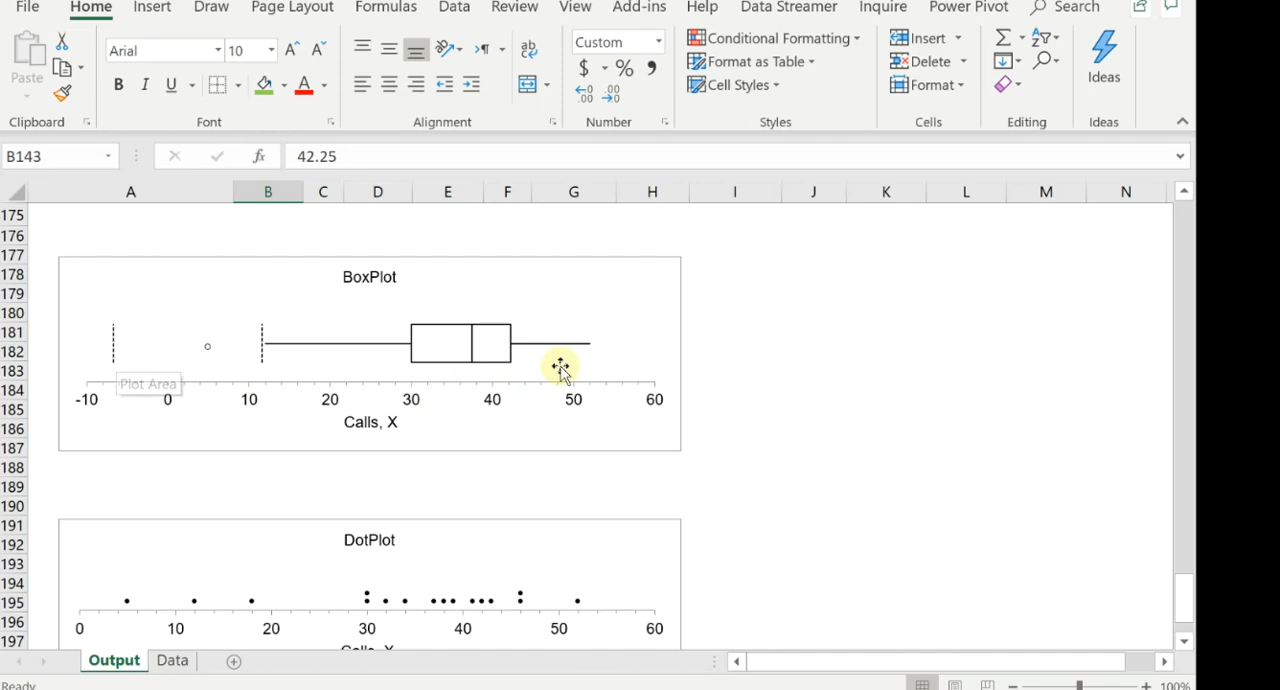 File Insert Draw Page Layout Formulas Data Review View Add-ins Help Data Streamer Inquire Power Pivot Search
Arial 10 Custom Conditional Formatting Insert
Paste B I U $ % Format as Table Delete Ideas
Cell Styles Format
Clipboard Font Alignment Number Styles Cells Editing Ideas
B143 fx 42.25
A B C D E F G H I J K L M N
175
176
177
178 BoxPlot
179
180
181
182
183
184 Plot Area
185 -10 0 10 20 30 40 50 60
186 Calls, X
187
188
189
190
191
192 DotPlot
193
194
195
196 0 10 20 30 40 50 60
197 Calls, X
Output Data
Ready 100%